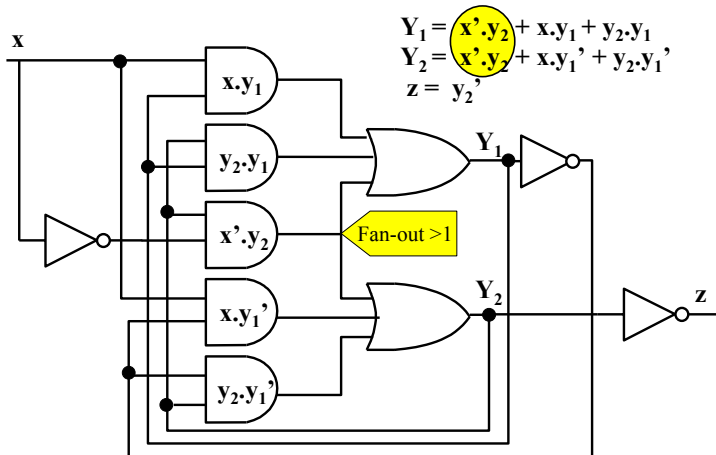 Y₁ = x'.y₂ + x.y₁ + y₂.y₁
Y₂ = x'.y₂ + x.y₁' + y₂.y₁'
z = y₂'
x
x.y₁
y₂.y₁
Y₁
x'.y₂
Fan-out >1
x.y₁'
Y₂
z
y₂.y₁'